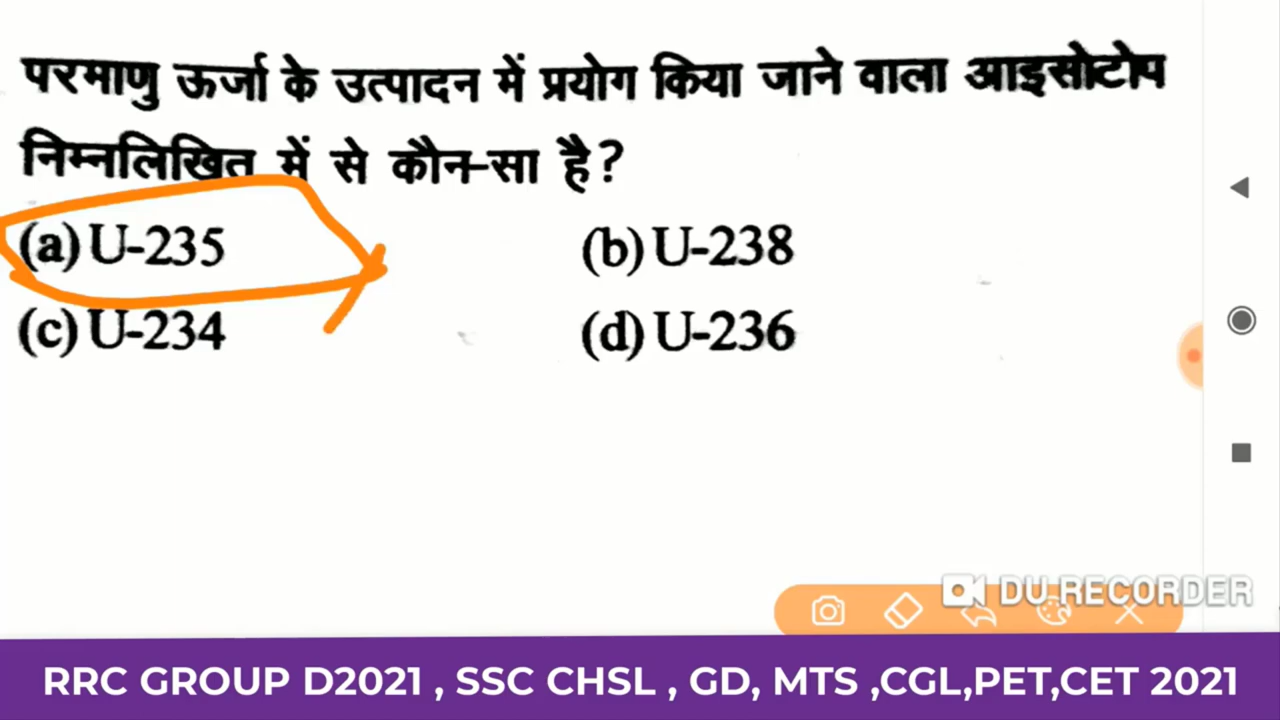 परमाणु ऊर्जा के उत्पादन में प्रयोग किया जाने वाला आइसोटोप
निम्नलिखित में से कौन-सा है?
(a) U-235 (b) U-238
(c) U-234 (d) U-236
DU RECORDER
RRC GROUP D2021 , SSC CHSL , GD, MTS ,CGL,PET,CET 2021